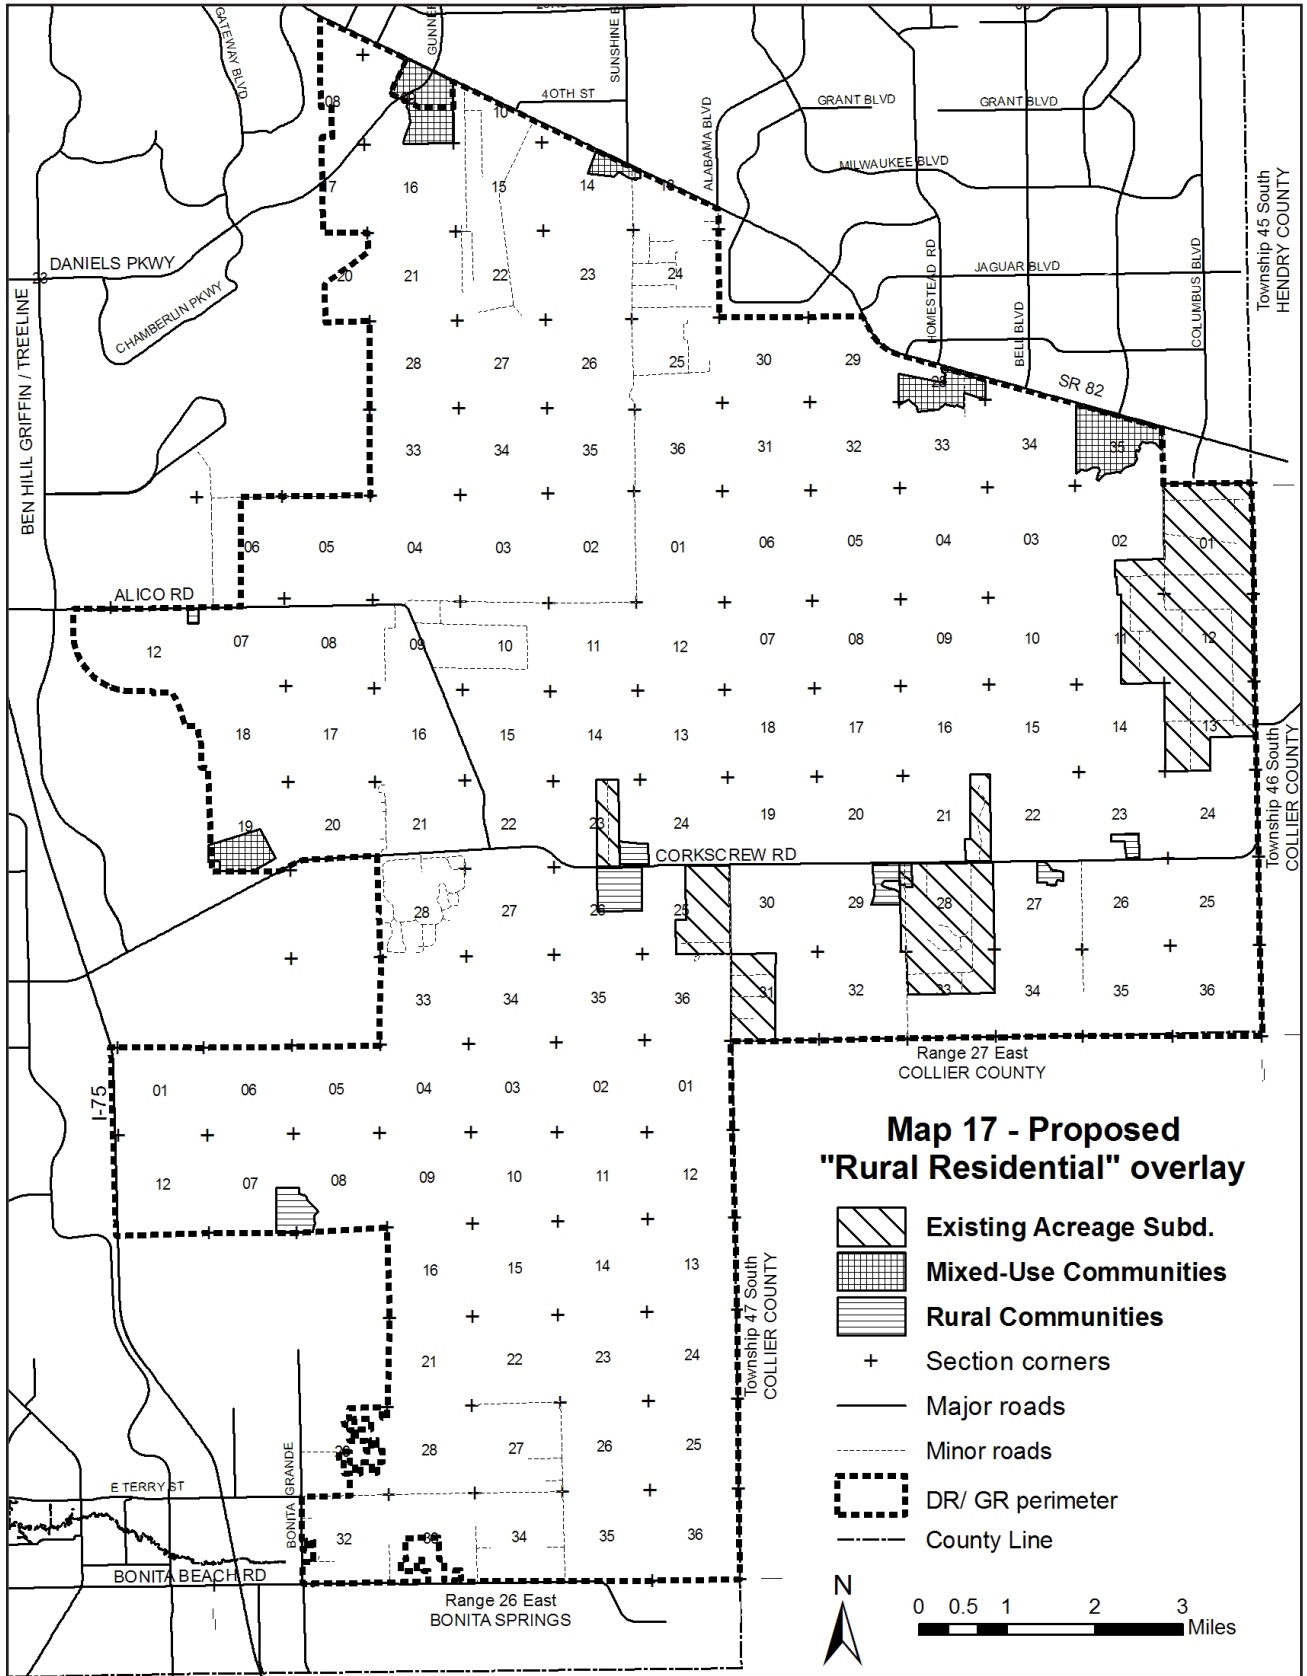 GATEWAY BLVD
SUNSHINE B
40TH ST
ALABAMA BLVD
GRANT BLVD
GRANT BLVD
MILWAUKEE BLVD
08
10
17
16
15
14
DANIELS PKWY
23
20
21
22
23
24
CHAMBERLIN PKWY
HOMESTEAD RD
JAGUAR BLVD
BELL BLVD
COLUMBUS BLVD
Township 45 South
HENDRY COUNTY
BEN HILL GRIFFIN / TREELINE
28
27
26
25
30
29
SR 82
33
34
35
36
31
32
33
34
35
06
05
04
03
02
01
06
05
04
03
02
01
ALICO RD
12
07
08
09
10
11
12
07
08
09
10
11
12
18
17
16
15
14
13
18
17
16
15
14
13
19
20
21
22
23
24
19
20
21
22
23
24
Township 46 South
COLLIER COUNTY
CORKSCREW RD
28
27
26
25
30
29
28
27
26
25
33
34
35
36
31
32
33
34
35
36
Range 27 East
COLLIER COUNTY
I-75
01
06
05
04
03
02
01
12
07
08
09
10
11
12
16
15
14
13
21
22
23
24
Township 47 South
COLLIER COUNTY
28
27
26
25
E TERRY ST
BONITA GRANDE
32
33
34
35
36
BONITA BEACH RD
Range 26 East
BONITA SPRINGS
Map 17 - Proposed
"Rural Residential" overlay
Existing Acreage Subd.
Mixed-Use Communities
Rural Communities
Section corners
Major roads
Minor roads
DR/ GR perimeter
County Line
N
0 0.5 1 2 3
Miles